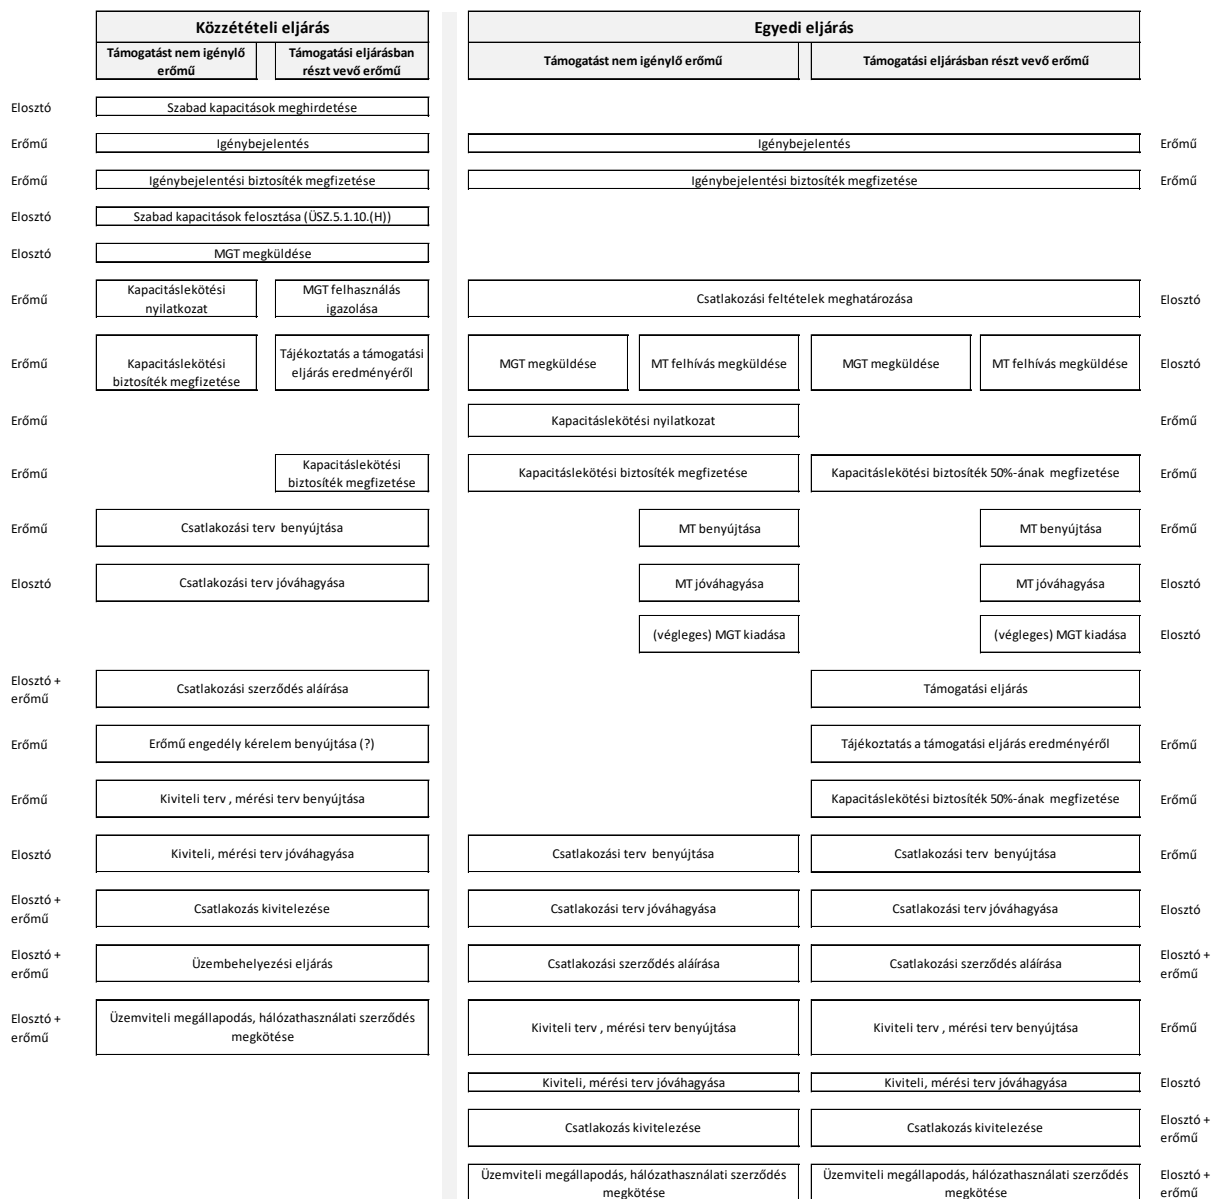 Közzétételi eljárás Egyedi eljárás
Támogatást nem igénylő erőmű Támogatási eljárásban részt vevő erőmű Támogatást nem igénylő erőmű Támogatási eljárásban részt vevő erőmű
Elosztó Szabad kapacitások meghirdetése
Erőmű Igénybejelentés Igénybejelentés Erőmű
Erőmű Igénybejelentési biztosíték megfizetése Igénybejelentési biztosíték megfizetése Erőmű
Elosztó Szabad kapacitások felosztása (ÜSZ.5.1.10.(H))
Elosztó MGT megküldése
Erőmű Kapacitáslekötési nyilatkozat MGT felhasználás igazolása Csatlakozási feltételek meghatározása Elosztó
Erőmű Kapacitáslekötési biztosíték megfizetése Tájékoztatás a támogatási eljárás eredményéről MGT megküldése MT felhívás megküldése MGT megküldése MT felhívás megküldése Elosztó
Erőmű Kapacitáslekötési nyilatkozat Erőmű
Erőmű Kapacitáslekötési biztosíték megfizetése Kapacitáslekötési biztosíték megfizetése Kapacitáslekötési biztosíték 50%-ának megfizetése Erőmű
Erőmű Csatlakozási terv benyújtása MT benyújtása MT benyújtása Erőmű
Elosztó Csatlakozási terv jóváhagyása MT jóváhagyása MT jóváhagyása Elosztó
(végleges) MGT kiadása (végleges) MGT kiadása Elosztó
Elosztó + erőmű Csatlakozási szerződés aláírása Támogatási eljárás
Erőmű Erőmű engedély kérelem benyújtása (?) Tájékoztatás a támogatási eljárás eredményéről Erőmű
Erőmű Kiviteli terv , mérési terv benyújtása Kapacitáslekötési biztosíték 50%-ának megfizetése Erőmű
Elosztó Kiviteli, mérési terv jóváhagyása Csatlakozási terv benyújtása Csatlakozási terv benyújtása Erőmű
Elosztó + erőmű Csatlakozás kivitelezése Csatlakozási terv jóváhagyása Csatlakozási terv jóváhagyása Elosztó
Elosztó + erőmű Üzembehelyezési eljárás Csatlakozási szerződés aláírása Csatlakozási szerződés aláírása Elosztó + erőmű
Elosztó + erőmű Üzemviteli megállapodás, hálózathasználati szerződés megkötése Kiviteli terv , mérési terv benyújtása Kiviteli terv , mérési terv benyújtása Erőmű
Kiviteli, mérési terv jóváhagyása Kiviteli, mérési terv jóváhagyása Elosztó
Csatlakozás kivitelezése Csatlakozás kivitelezése Elosztó + erőmű
Üzemviteli megállapodás, hálózathasználati szerződés megkötése Üzemviteli megállapodás, hálózathasználati szerződés megkötése Elosztó + erőmű